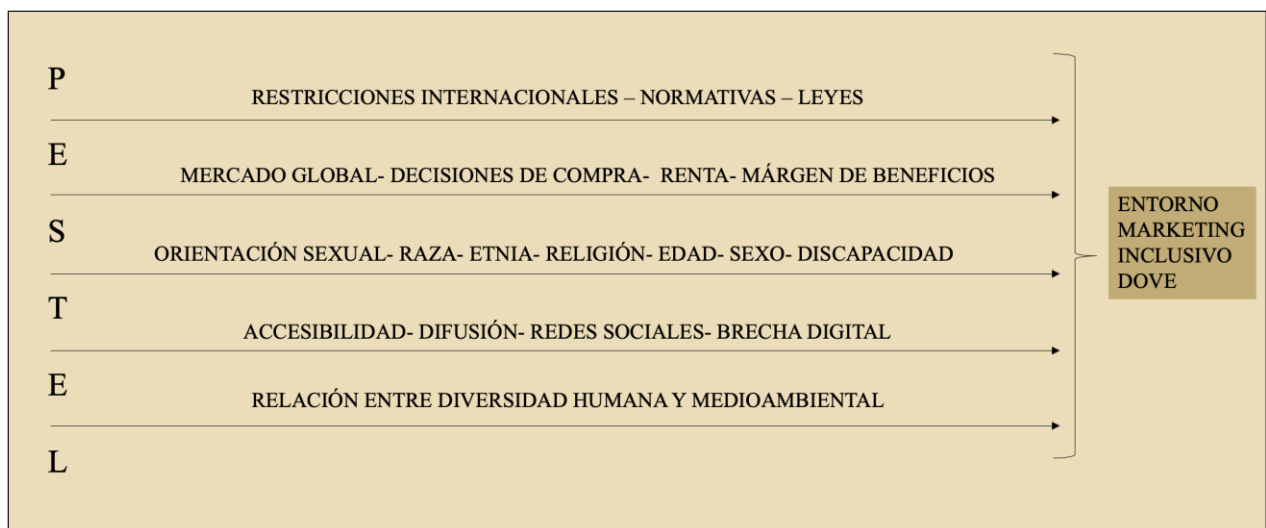 P
RESTRICCIONES INTERNACIONALES – NORMATIVAS – LEYES
E
MERCADO GLOBAL- DECISIONES DE COMPRA- RENTA- MÁRGEN DE BENEFICIOS
S
ORIENTACIÓN SEXUAL- RAZA- ETNIA- RELIGIÓN- EDAD- SEXO- DISCAPACIDAD
T
ACCESIBILIDAD- DIFUSIÓN- REDES SOCIALES- BRECHA DIGITAL
E
RELACIÓN ENTRE DIVERSIDAD HUMANA Y MEDIOAMBIENTAL
L
ENTORNO
MARKETING
INCLUSIVO
DOVE